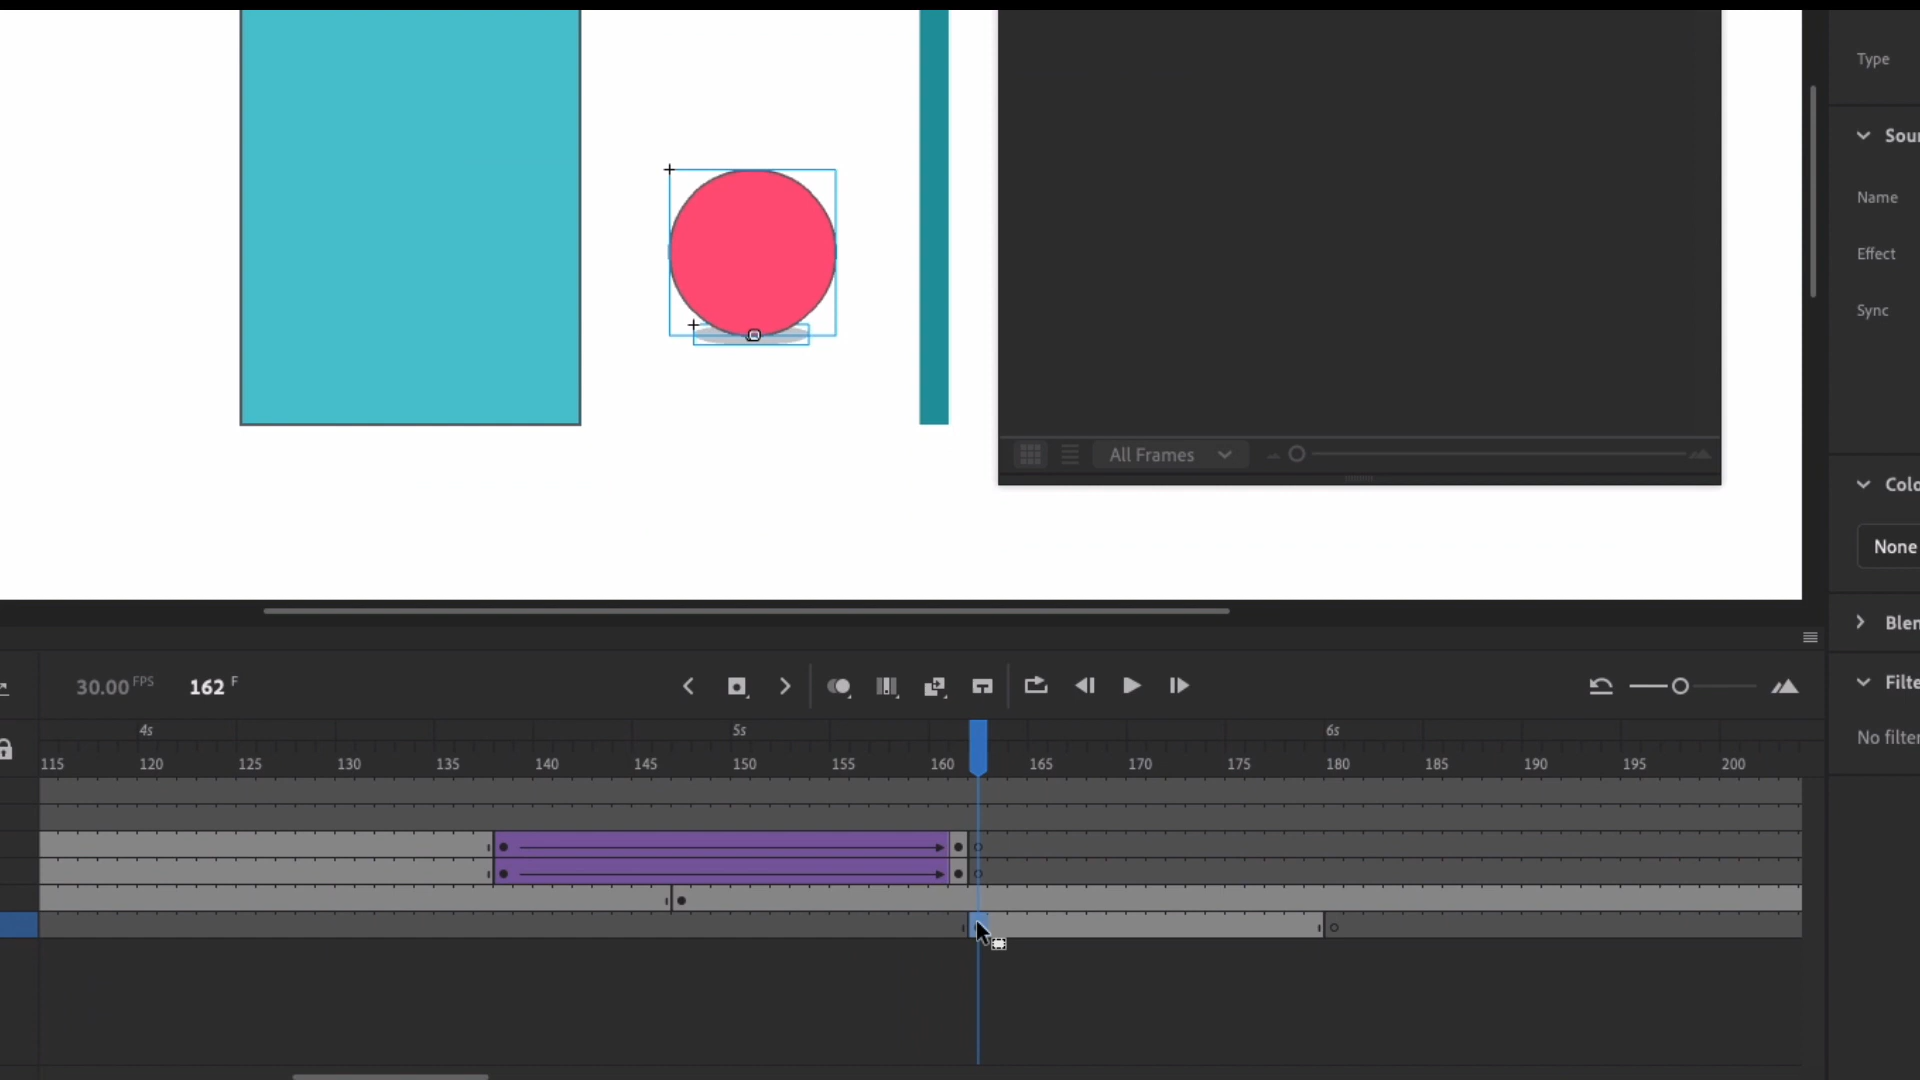 Type
Sour
Name
Effect
Sync
All Frames
Colo
None
Blen
Filte
No filter
30.00 FPS 162 F
4s 5s 6s
115 120 125 130 135 140 145 150 155 160 165 170 175 180 185 190 195 200